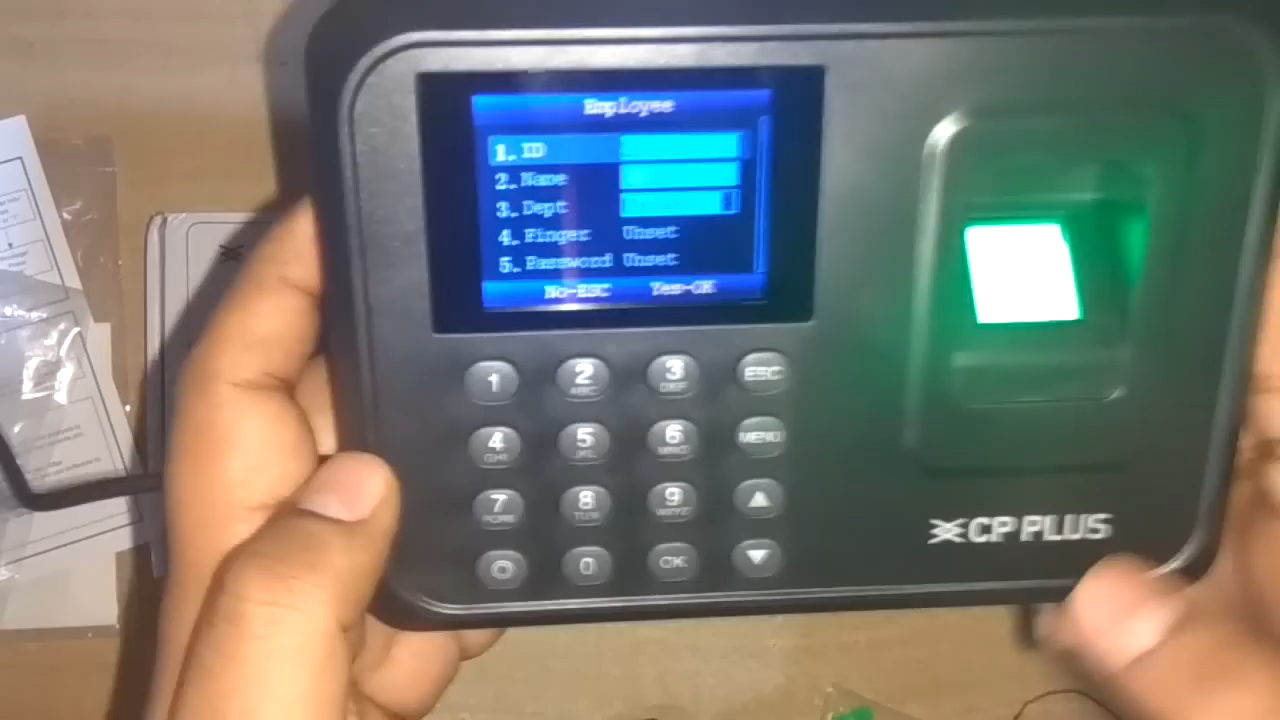 Employee
1. ID
2. Name
3. Dept
4. Finger Unset
5. Password Unset
No-ESC Yes-OK
1 2 ABC 3 DEF ESC
4 GHI 5 JKL 6 MNO MENU
7 PQRS 8 TUV 9 WXYZ
0 OK
CP PLUS